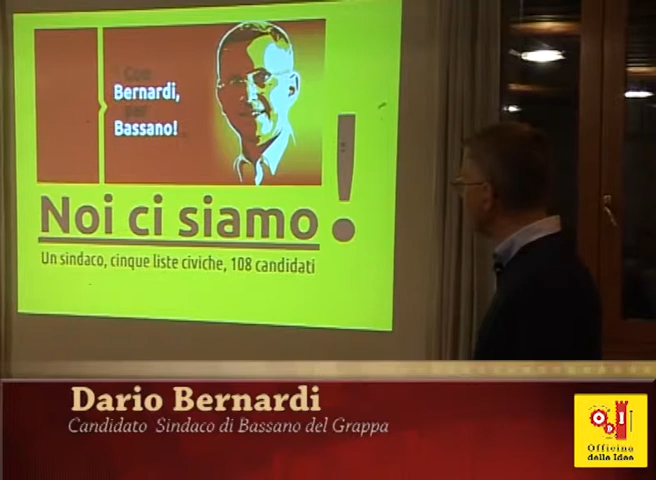 Con
Bernardi,
per
Bassano!
Noi ci siamo!
Un sindaco, cinque liste civiche, 108 candidati
Dario Bernardi
Candidato Sindaco di Bassano del Grappa
ODI
Officina
delle Idee